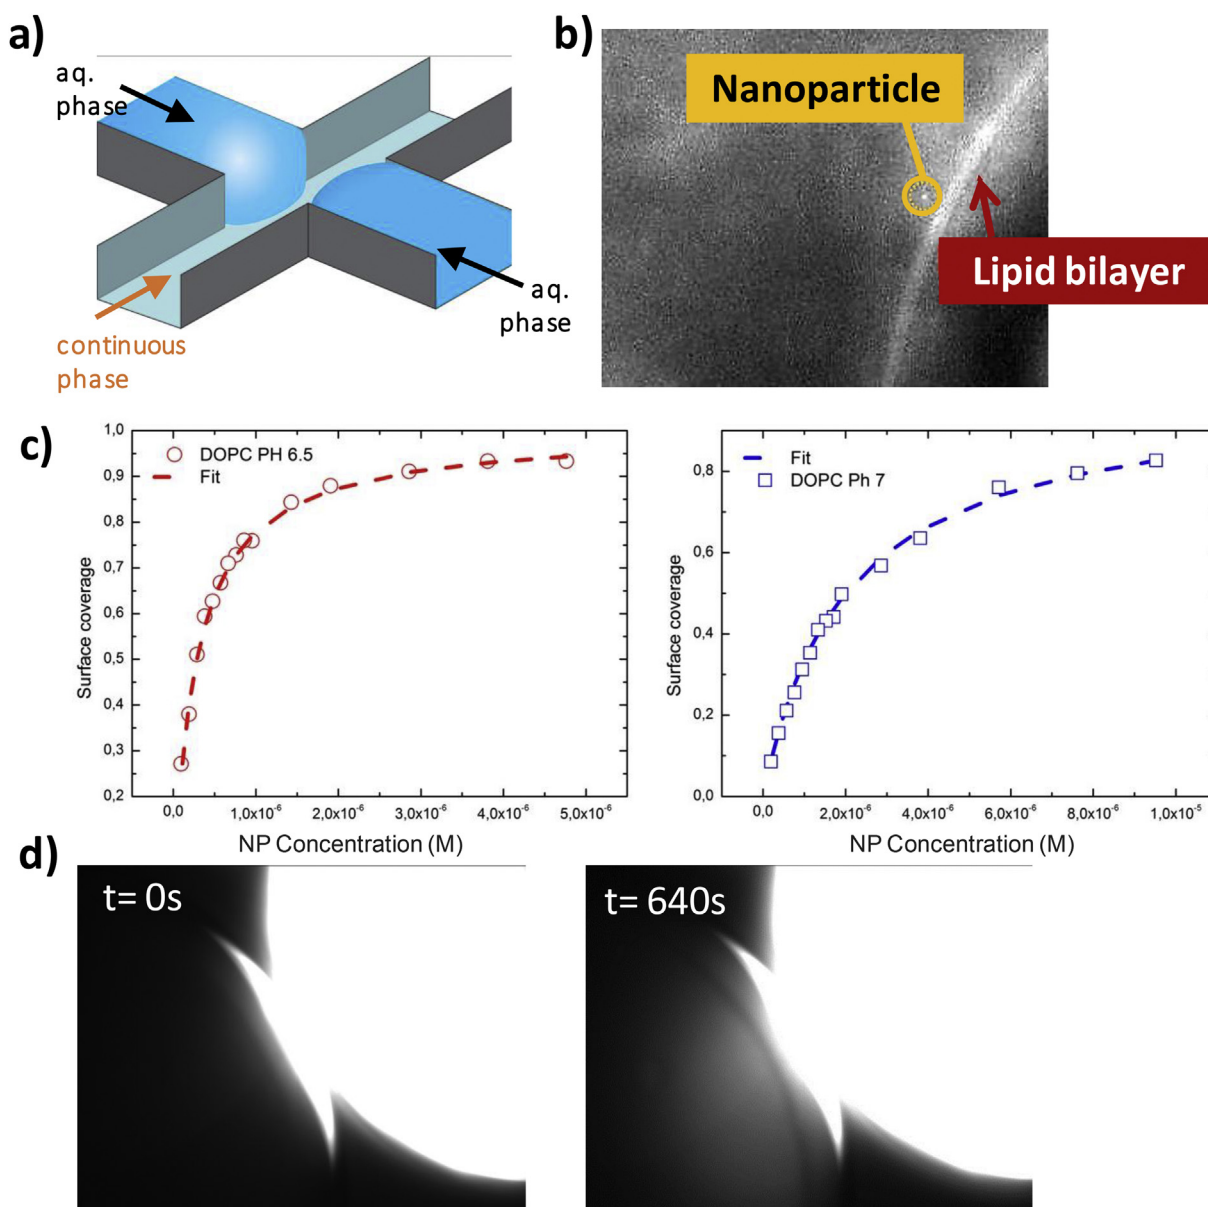 a)
aq.
phase
aq.
phase
continuous
phase
b)
Nanoparticle
Lipid bilayer
c)
1,0
0,9
0,8
0,7
0,6
0,5
0,4
0,3
0,2
Surface coverage
DOPC PH 6.5
Fit
0,0
1,0x10⁻⁶
2,0x10⁻⁶
3,0x10⁻⁶
4,0x10⁻⁶
5,0x10⁻⁶
NP Concentration (M)
0,8
0,6
0,4
0,2
0,0
Surface coverage
Fit
DOPC Ph 7
0,0
2,0x10⁻⁶
4,0x10⁻⁶
6,0x10⁻⁶
8,0x10⁻⁶
1,0x10⁻⁵
NP Concentration (M)
d)
t= 0s
t= 640s